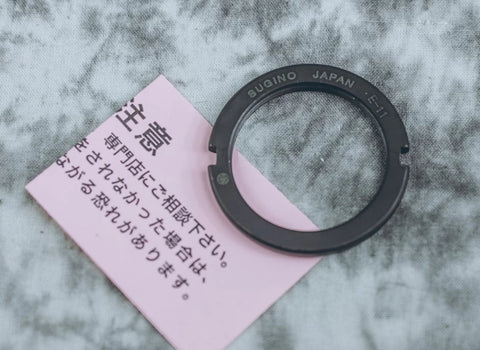 SUGINO JAPAN ・E-11
注意
専門店にご相談下さい。
をされなかった場合は、
ながる恐れがあります。